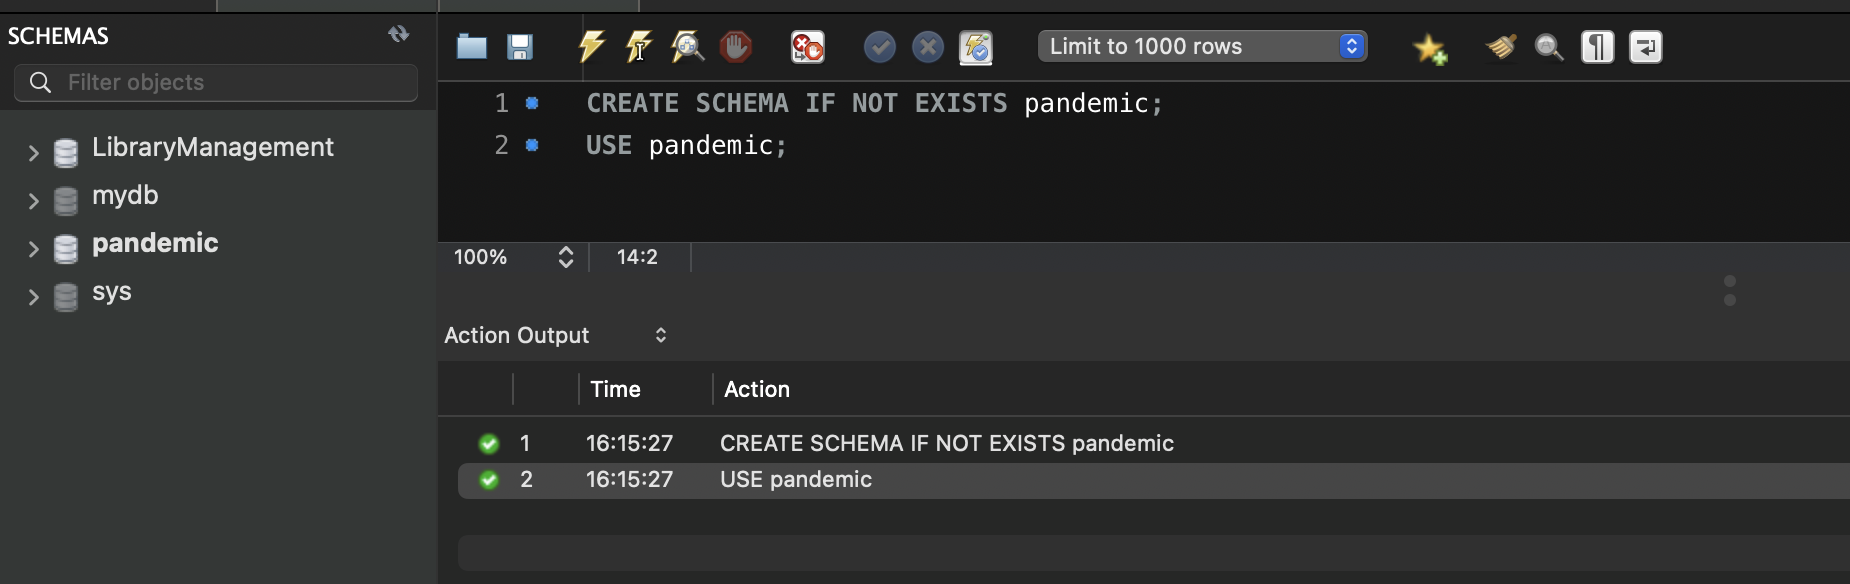 SCHEMAS
Filter objects
LibraryManagement
mydb
pandemic
sys
Limit to 1000 rows
1 CREATE SCHEMA IF NOT EXISTS pandemic;
2 USE pandemic;
100% 14:2
Action Output
Time Action
1 16:15:27 CREATE SCHEMA IF NOT EXISTS pandemic
2 16:15:27 USE pandemic